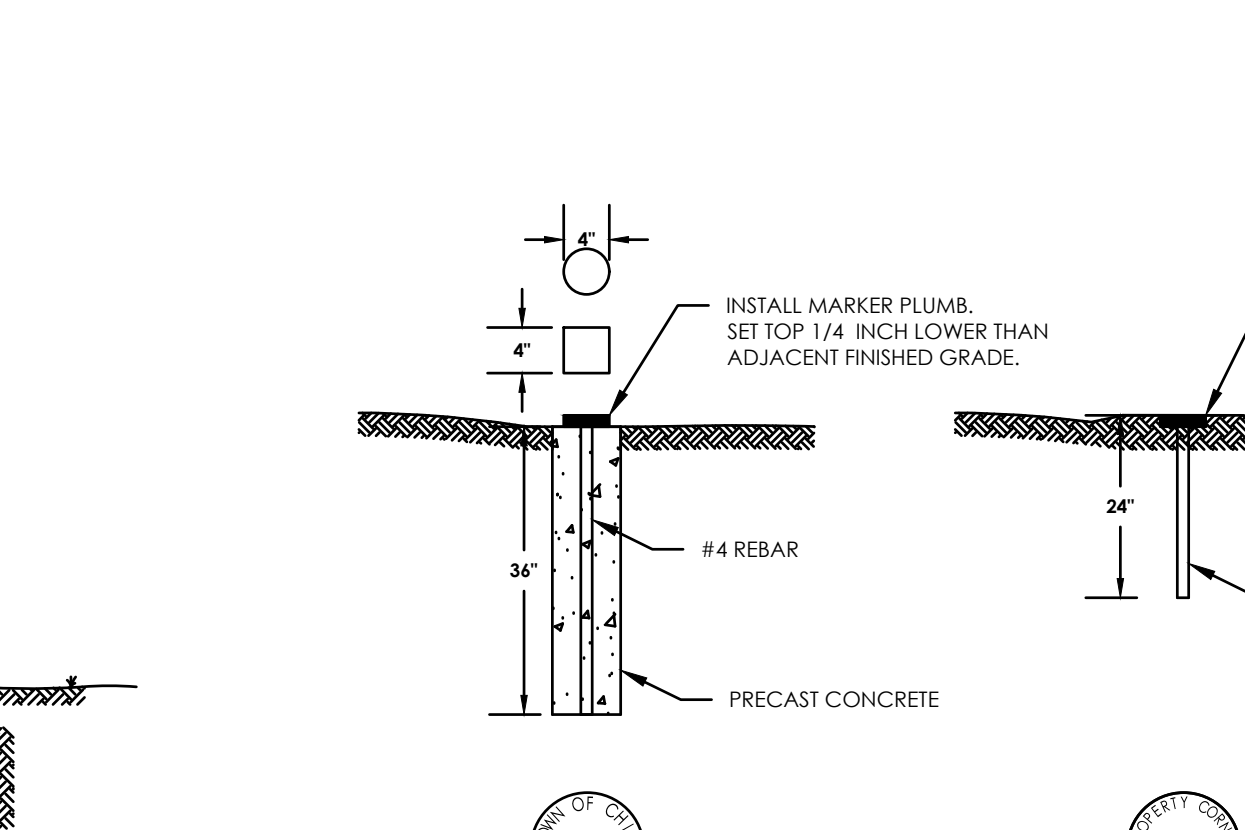 4"
INSTALL MARKER PLUMB.
SET TOP 1/4 INCH LOWER THAN
ADJACENT FINISHED GRADE.
4"
24"
#4 REBAR
36"
PRECAST CONCRETE
OF